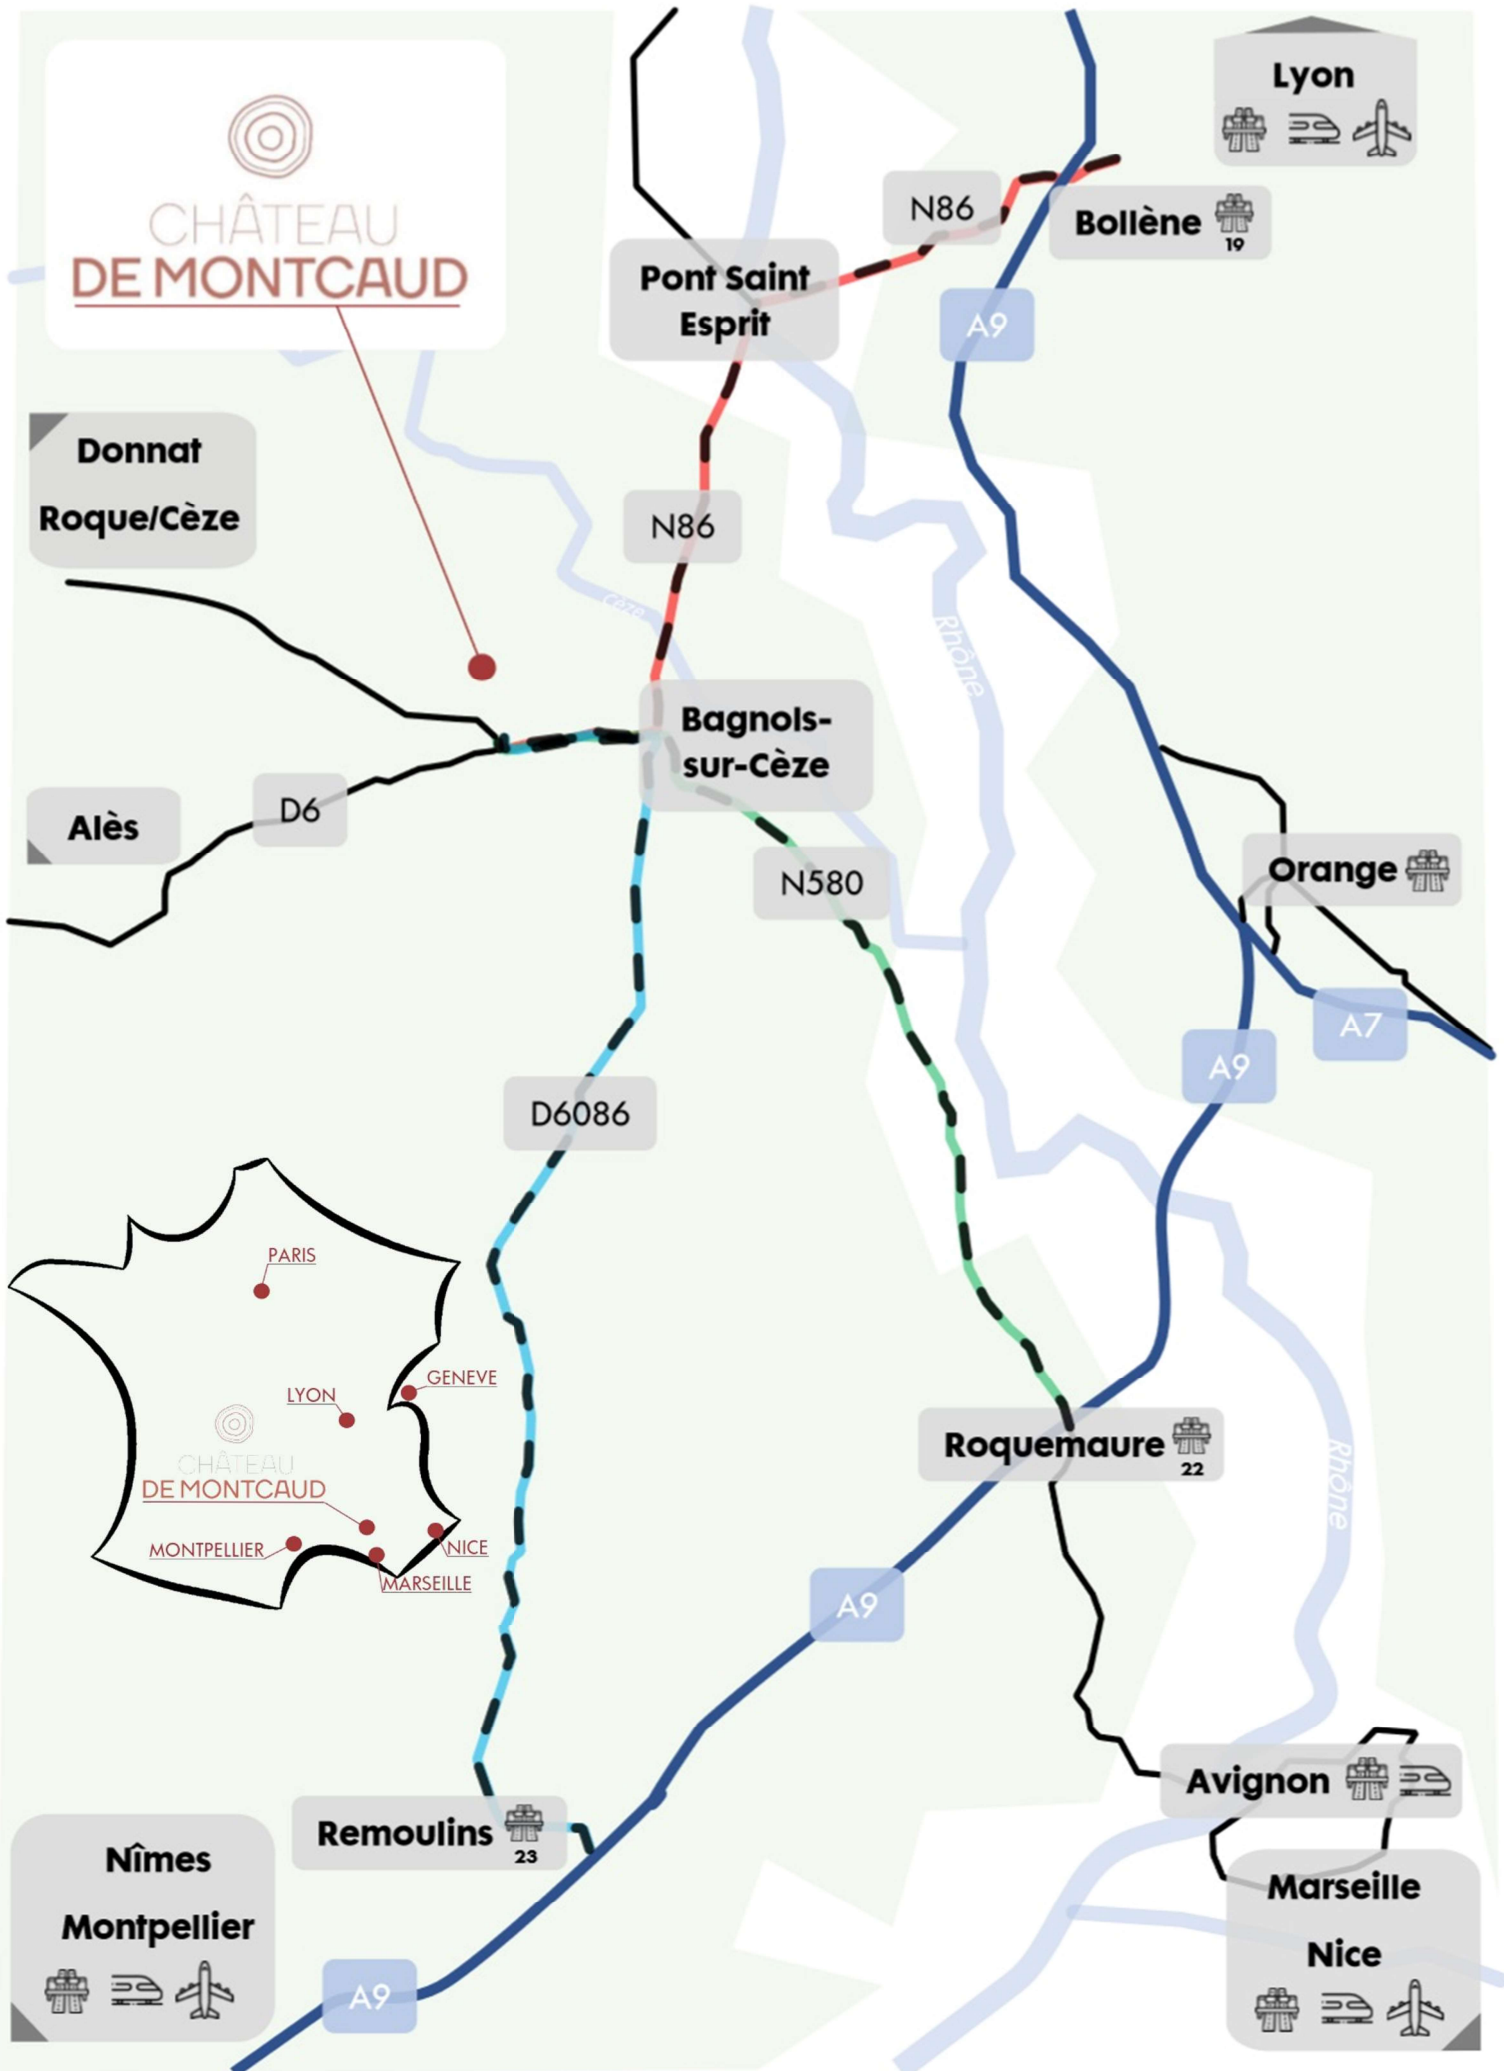 CHÂTEAU
DE MONTCAUD
Lyon
N86
Bollène
19
Pont Saint
Esprit
A9
Donnat
Roque/Cèze
N86
Cèze
Rhône
Bagnols-
sur-Cèze
D6
Alès
N580
Orange
A7
A9
D6086
PARIS
GENEVE
LYON
CHÂTEAU
DE MONTCAUD
MONTPELLIER
NICE
MARSEILLE
Roquemaure
22
Rhône
A9
Avignon
Remoulins
23
Nîmes
Montpellier
A9
Marseille
Nice